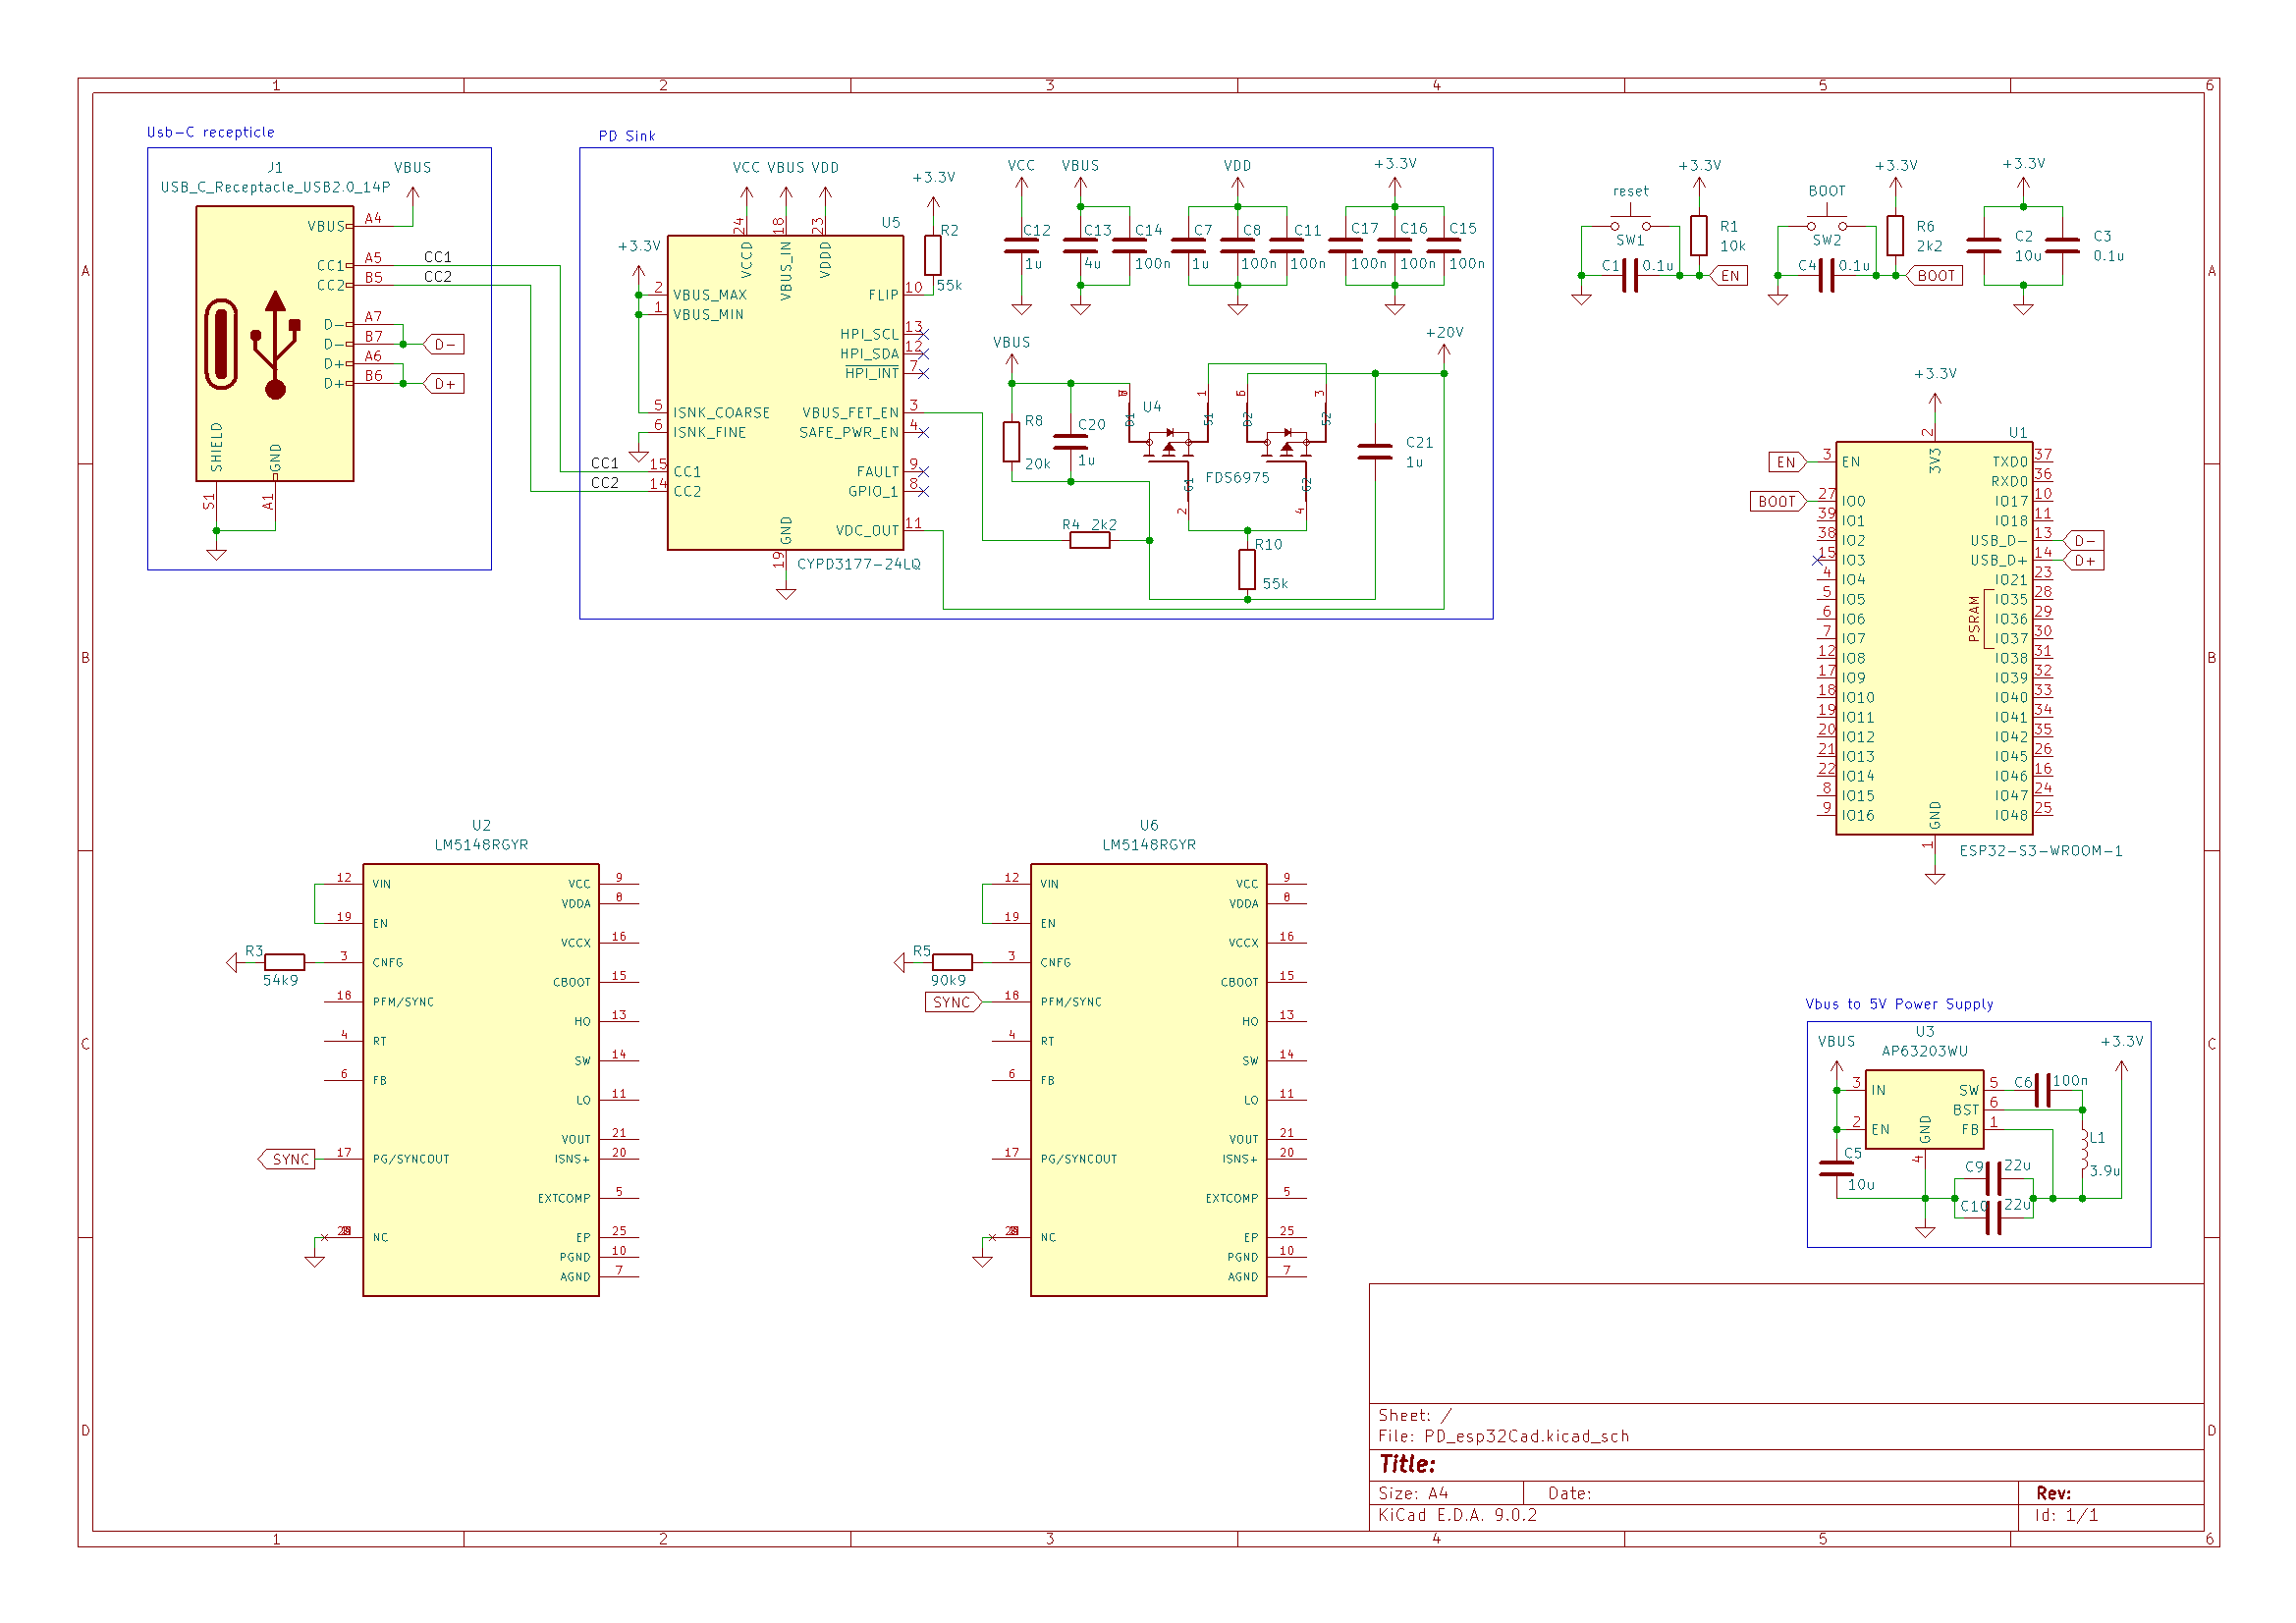 1 2 3 4 5 6
A
B
C
D
Usb-C recepticle
J1
USB_C_Receptacle_USB2.0_14P
VBUS
VBUS A4
CC1 A5 CC1
CC2 B5 CC2
D- A7
D- B7 D-
D+ A6
D+ B6 D+
SHIELD
GND
S1
A1
PD Sink
VCC VBUS VDD
+3.3V
+3.3V
U5
R2
55k
24 18 23
VCCD VBUS_IN VDDD
2 VBUS_MAX
1 VBUS_MIN
5 ISNK_COARSE
6 ISNK_FINE
CC1 15 CC1
CC2 14 CC2
FLIP 10
HPI_SCL 13
HPI_SDA 12
HPI_INT 7
VBUS_FET_EN 3
SAFE_PWR_EN 4
FAULT 9
GPIO_1 8
VDC_OUT 11
GND
19
CYPD3177-24LQ
VCC VBUS VDD +3.3V
C12 C13 C14 C7 C8 C11 C17 C16 C15
1u 4u 100n 1u 100n 100n 100n 100n 100n
VBUS
+20V
R8
20k
C20
1u
U4
D1
1
S1
G1
2
6
D2
3
S2
G2
4
FDS6975
C21
1u
R4 2k2
R10
55k
reset
SW1
C1 0.1u
+3.3V
R1
10k
EN
BOOT
SW2
C4 0.1u
+3.3V
R6
2k2
BOOT
+3.3V
C2
10u
C3
0.1u
+3.3V
2
U1
3V3
EN 3 EN
BOOT 27 IO0
39 IO1
38 IO2
15 IO3
4 IO4
5 IO5
6 IO6
7 IO7
12 IO8
17 IO9
18 IO10
19 IO11
20 IO12
21 IO13
22 IO14
8 IO15
9 IO16
TXD0 37
RXD0 36
IO17 10
IO18 11
USB_D- 13 D-
USB_D+ 14 D+
IO21 23
IO35 28
IO36 29
IO37 30
IO38 31
IO39 32
IO40 33
IO41 34
IO42 35
IO45 26
IO46 16
IO47 24
IO48 25
PSRAM
GND
1
ESP32-S3-WROOM-1
U2
LM5148RGYR
12 VIN
19 EN
R3
54k9
3 CNFG
18 PFM/SYNC
4 RT
6 FB
SYNC 17 PG/SYNCOUT
NC
VCC 9
VDDA 8
VCCX 16
CBOOT 15
HO 13
SW 14
LO 11
VOUT 21
ISNS+ 20
EXTCOMP 5
EP 25
PGND 10
AGND 7
U6
LM5148RGYR
12 VIN
19 EN
R5
90k9
3 CNFG
SYNC 18 PFM/SYNC
4 RT
6 FB
17 PG/SYNCOUT
NC
VCC 9
VDDA 8
VCCX 16
CBOOT 15
HO 13
SW 14
LO 11
VOUT 21
ISNS+ 20
EXTCOMP 5
EP 25
PGND 10
AGND 7
Vbus to 5V Power Supply
VBUS
U3
AP63203WU
+3.3V
3 IN
2 EN
SW 5
BST 6
FB 1
GND
4
C6 100n
L1
3.9u
C5
10u
C9 22u
C10 22u
Sheet: /
File: PD_esp32Cad.kicad_sch
Title:
Size: A4 Date: Rev:
KiCad E.D.A. 9.0.2 Id: 1/1
A
B
C
D
1 2 3 4 5 6